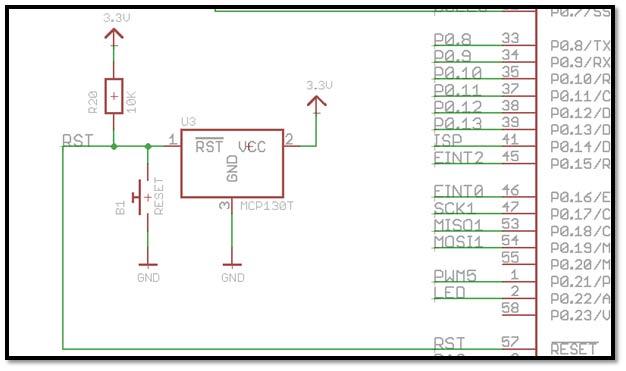 P0.7/SS
3.3V
R20
10K
RST
U3
1
RST
VCC
2
GND
3
MCP130T
3.3V
B1
RESET
GND
GND
P0.8 33 P0.8/TX
P0.9 34 P0.9/RX
P0.10 35 P0.10/R
P0.11 37 P0.11/C
P0.12 38 P0.12/D
P0.13 39 P0.13/D
ISP 41 P0.14/D
EINT2 45 P0.15/R
EINT0 46 P0.16/E
SCK1 47 P0.17/C
MISO1 53 P0.18/C
MOSI1 54 P0.19/M
55 P0.20/M
PWM5 1 P0.21/P
LED 2 P0.22/A
58 P0.23/V
RST 57 RESET